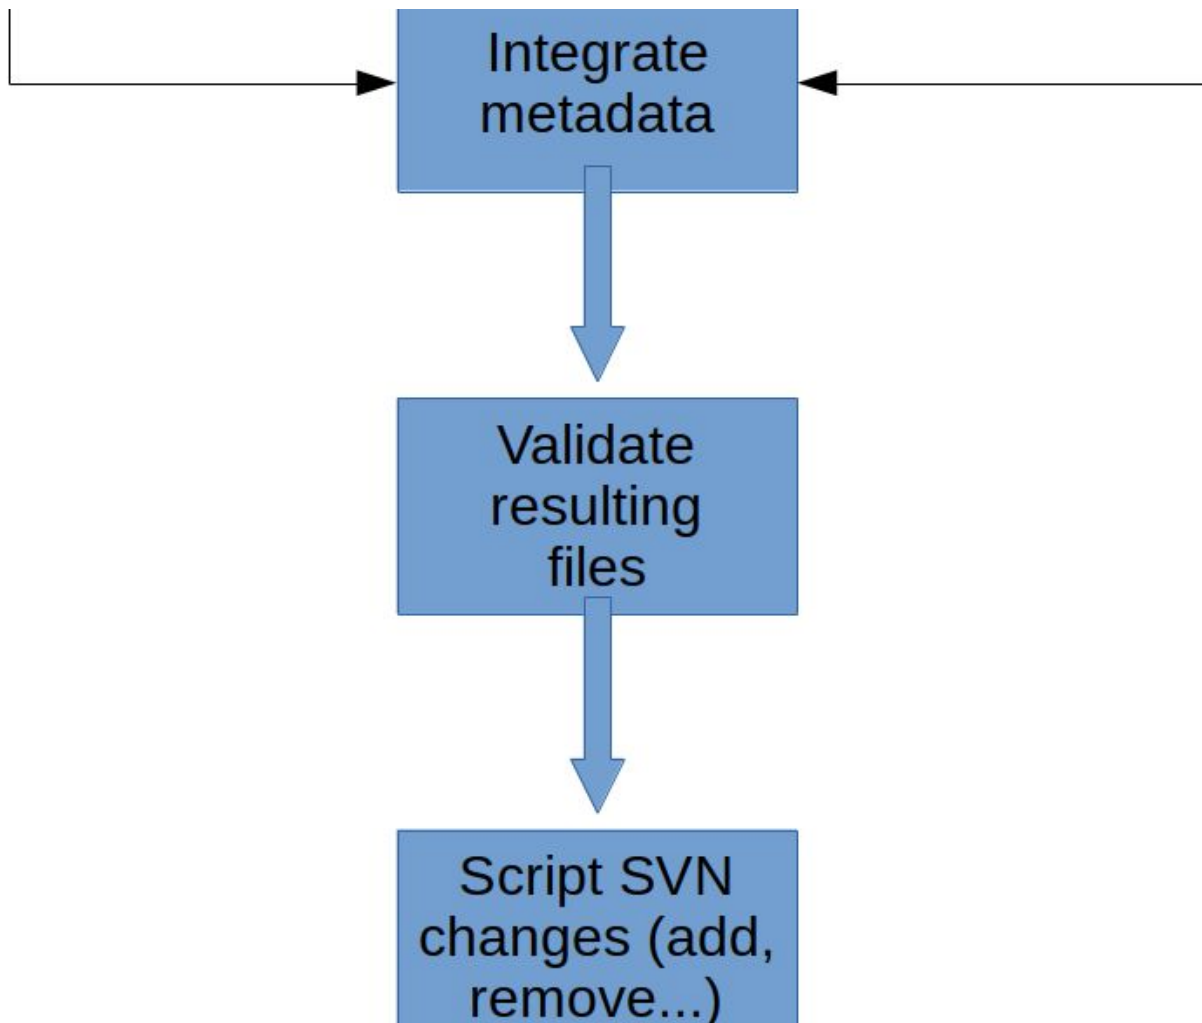 Integrate
metadata
Validate
resulting
files
Script SVN
changes (add,
remove...)